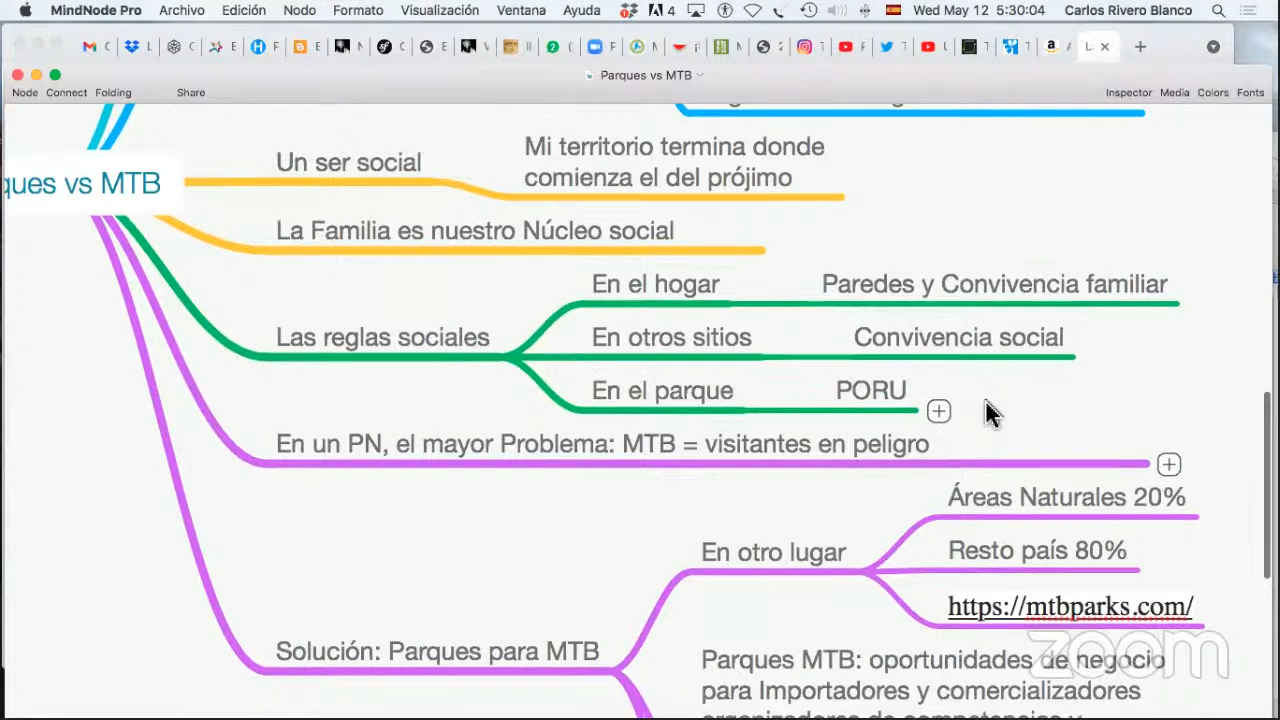 MindNode Pro Archivo Edición Nodo Formato Visualización Ventana Ayuda 4 Wed May 12 5:30:04 Carlos Rivero Blanco
Parques vs MTB
Node Connect Folding Share Inspector Media Colors Fonts
Un ser social
Mi territorio termina donde
comienza el del prójimo
ques vs MTB
La Familia es nuestro Núcleo social
En el hogar Paredes y Convivencia familiar
Las reglas sociales En otros sitios Convivencia social
En el parque PORU
En un PN, el mayor Problema: MTB = visitantes en peligro
Áreas Naturales 20%
En otro lugar Resto país 80%
https://mtbparks.com/
zoom
Solución: Parques para MTB
Parques MTB: oportunidades de negocio
para Importadores y comercializadores